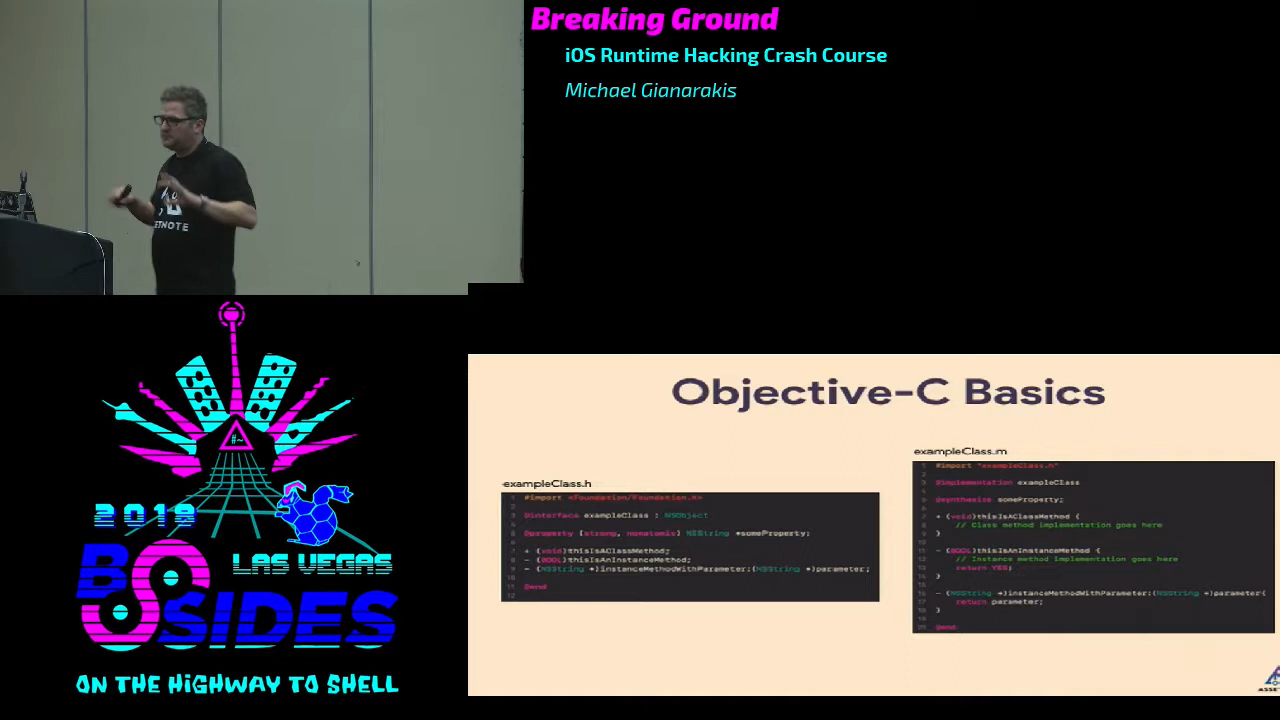 Breaking Ground
iOS Runtime Hacking Crash Course
Michael Gianarakis
ETNOTE
#~
2019
BSIDES
LAS VEGAS
ON THE HIGHWAY TO SHELL
Objective-C Basics
exampleClass.h
#import <Foundation/Foundation.h>
@interface exampleClass : NSObject
@property (strong, nonatomic) NSString *someProperty;
+ (void)thisIsAClassMethod;
- (BOOL)thisIsAnInstanceMethod;
- (NSString *)instanceMethodWithParameter:(NSString *)parameter;
@end
exampleClass.m
#import "exampleClass.h"
@implementation exampleClass
@synthesize someProperty;
+ (void)thisIsAClassMethod {
// Class method implementation goes here
}
- (BOOL)thisIsAnInstanceMethod {
// Instance method implementation goes here
return YES;
}
- (NSString *)instanceMethodWithParameter:(NSString *)parameter{
return parameter;
}
@end